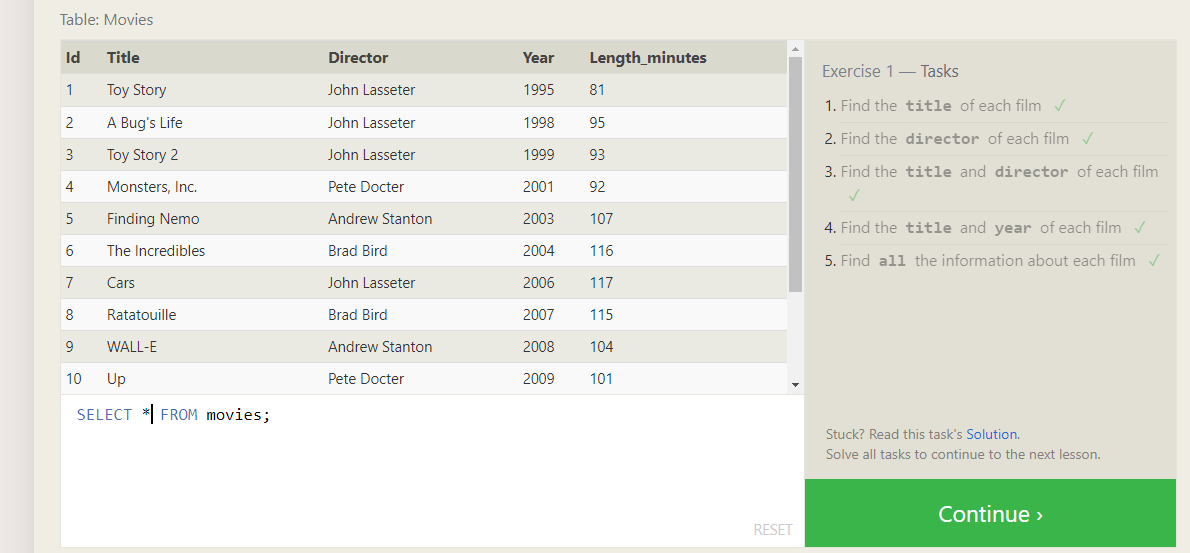 Table: Movies
Id Title Director Year Length_minutes
1 Toy Story John Lasseter 1995 81
2 A Bug's Life John Lasseter 1998 95
3 Toy Story 2 John Lasseter 1999 93
4 Monsters, Inc. Pete Docter 2001 92
5 Finding Nemo Andrew Stanton 2003 107
6 The Incredibles Brad Bird 2004 116
7 Cars John Lasseter 2006 117
8 Ratatouille Brad Bird 2007 115
9 WALL-E Andrew Stanton 2008 104
10 Up Pete Docter 2009 101
SELECT * FROM movies;
RESET
Exercise 1 — Tasks
1. Find the title of each film ✓
2. Find the director of each film ✓
3. Find the title and director of each film
✓
4. Find the title and year of each film ✓
5. Find all the information about each film ✓
Stuck? Read this task's Solution.
Solve all tasks to continue to the next lesson.
Continue ›